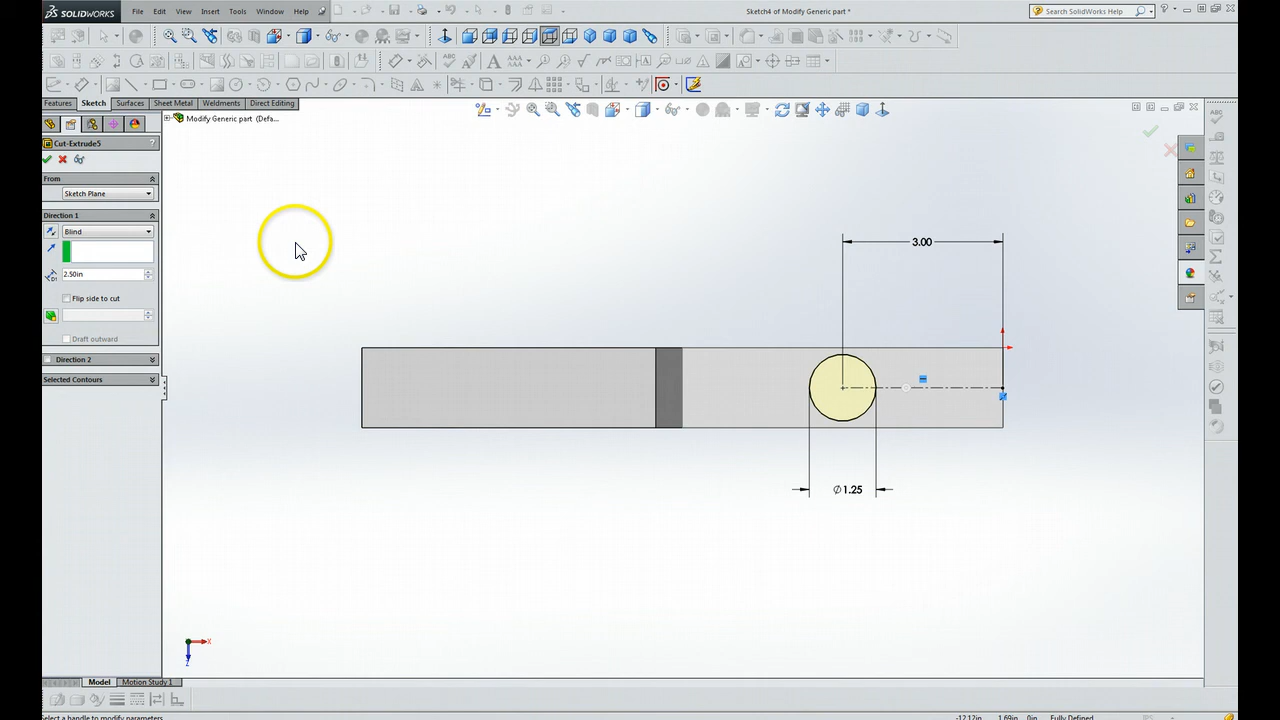 SOLIDWORKS
File Edit View Insert Tools Window Help
Sketch4 of Modify Generic part *
Search SolidWorks Help
Features Sketch Surfaces Sheet Metal Weldments Direct Editing
Modify Generic part (Defa...
Cut-Extrude5
From
Sketch Plane
Direction 1
Blind
2.50in
Flip side to cut
Draft outward
Direction 2
Selected Contours
3.00
Ø1.25
X
Z
Model Motion Study 1
Select a handle to modify parameters
-12.12in 1.69in 0in Fully Defined